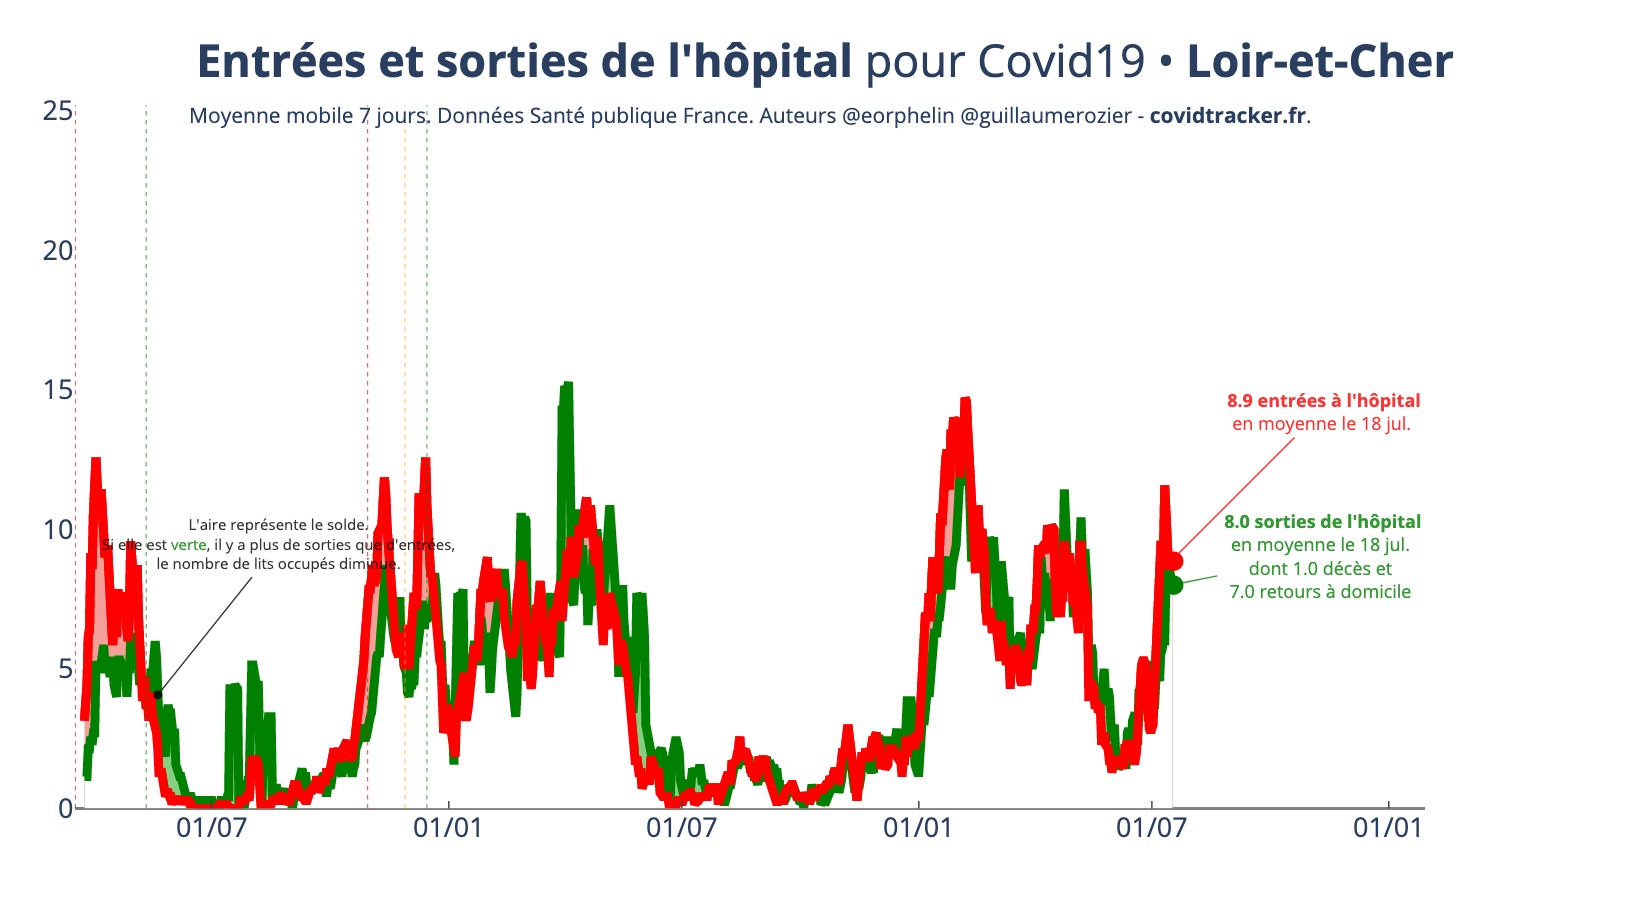 Entrées et sorties de l'hôpital pour Covid19 • Loir-et-Cher
Moyenne mobile 7 jours. Données Santé publique France. Auteurs @eorphelin @guillaumerozier - covidtracker.fr.
25
20
15
10
5
0
L'aire représente le solde.
Si elle est verte, il y a plus de sorties que d'entrées,
le nombre de lits occupés diminue.
8.9 entrées à l'hôpital
en moyenne le 18 jul.
8.0 sorties de l'hôpital
en moyenne le 18 jul.
dont 1.0 décès et
7.0 retours à domicile
01/07
01/01
01/07
01/01
01/07
01/01